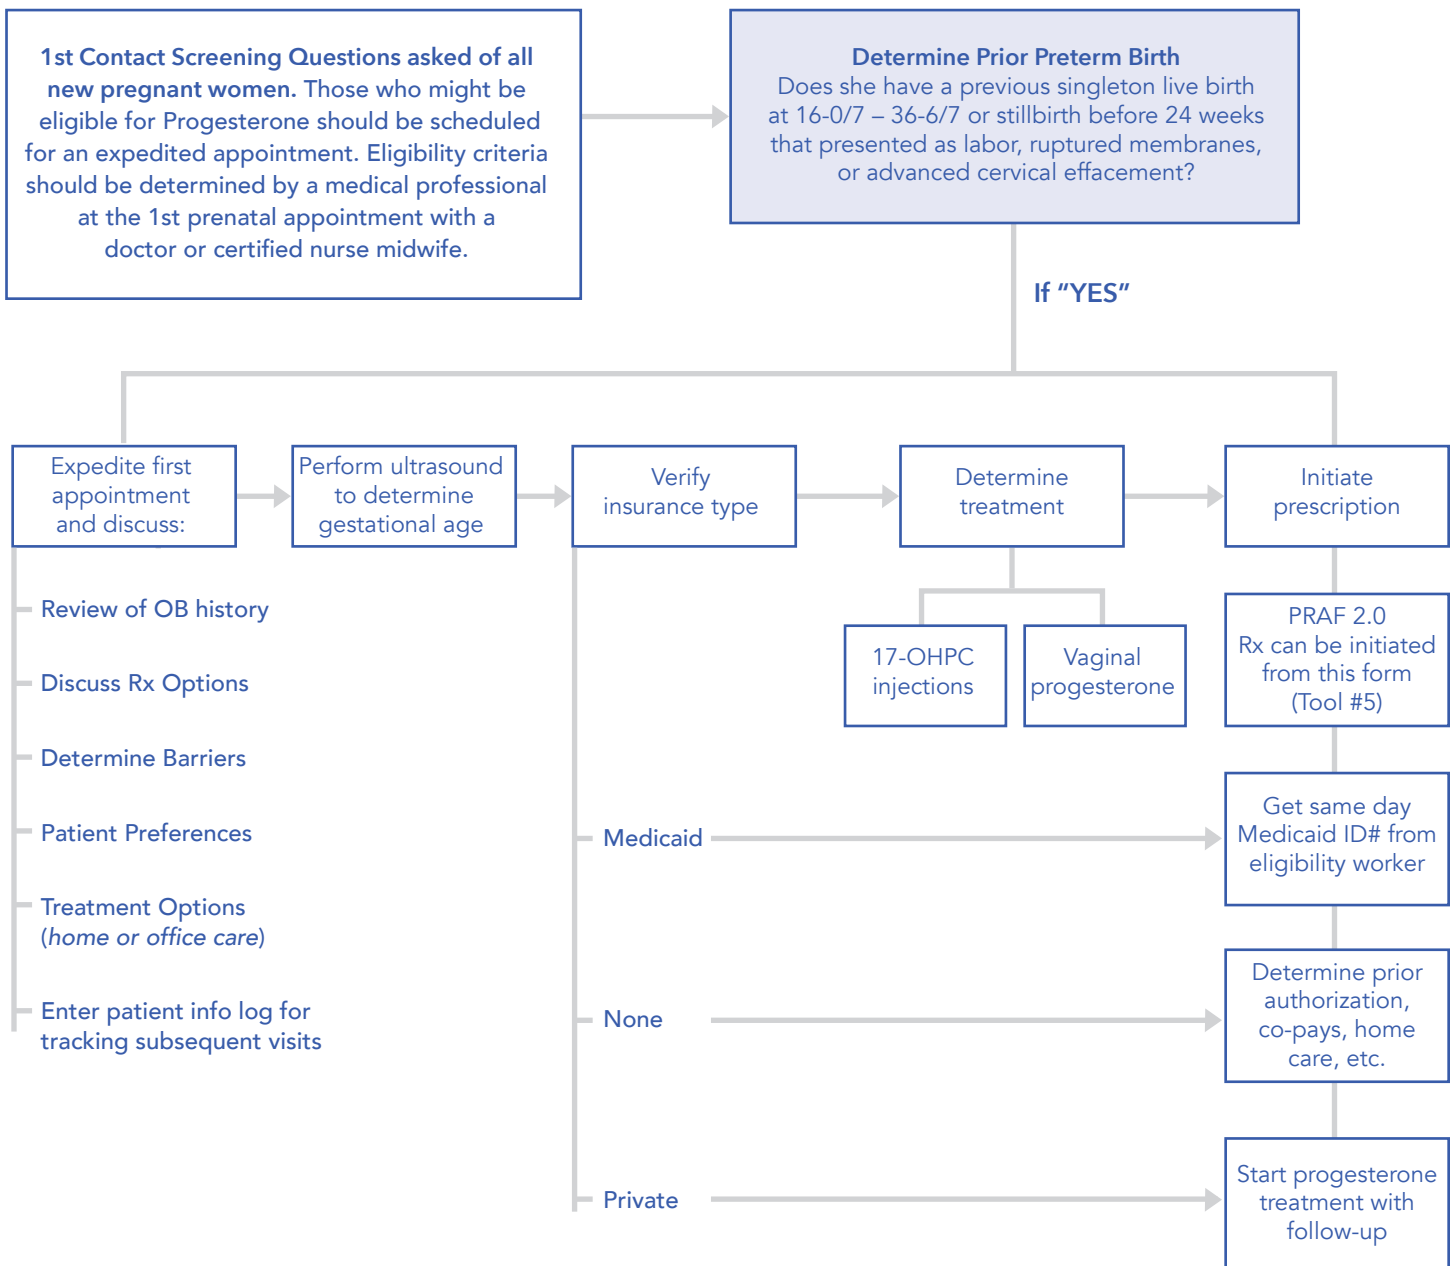 1st Contact Screening Questions asked of all
new pregnant women. Those who might be
eligible for Progesterone should be scheduled
for an expedited appointment. Eligibility criteria
should be determined by a medical professional
at the 1st prenatal appointment with a
doctor or certified nurse midwife.
Determine Prior Preterm Birth
Does she have a previous singleton live birth
at 16-0/7 – 36-6/7 or stillbirth before 24 weeks
that presented as labor, ruptured membranes,
or advanced cervical effacement?
If "YES"
Expedite first
appointment
and discuss:
Perform ultrasound
to determine
gestational age
Verify
insurance type
Determine
treatment
Initiate
prescription
Review of OB history
Discuss Rx Options
Determine Barriers
Patient Preferences
Treatment Options
(home or office care)
Enter patient info log for
tracking subsequent visits
Medicaid
None
Private
17-OHPC
injections
Vaginal
progesterone
PRAF 2.0
Rx can be initiated
from this form
(Tool #5)
Get same day
Medicaid ID# from
eligibility worker
Determine prior
authorization,
co-pays, home
care, etc.
Start progesterone
treatment with
follow-up